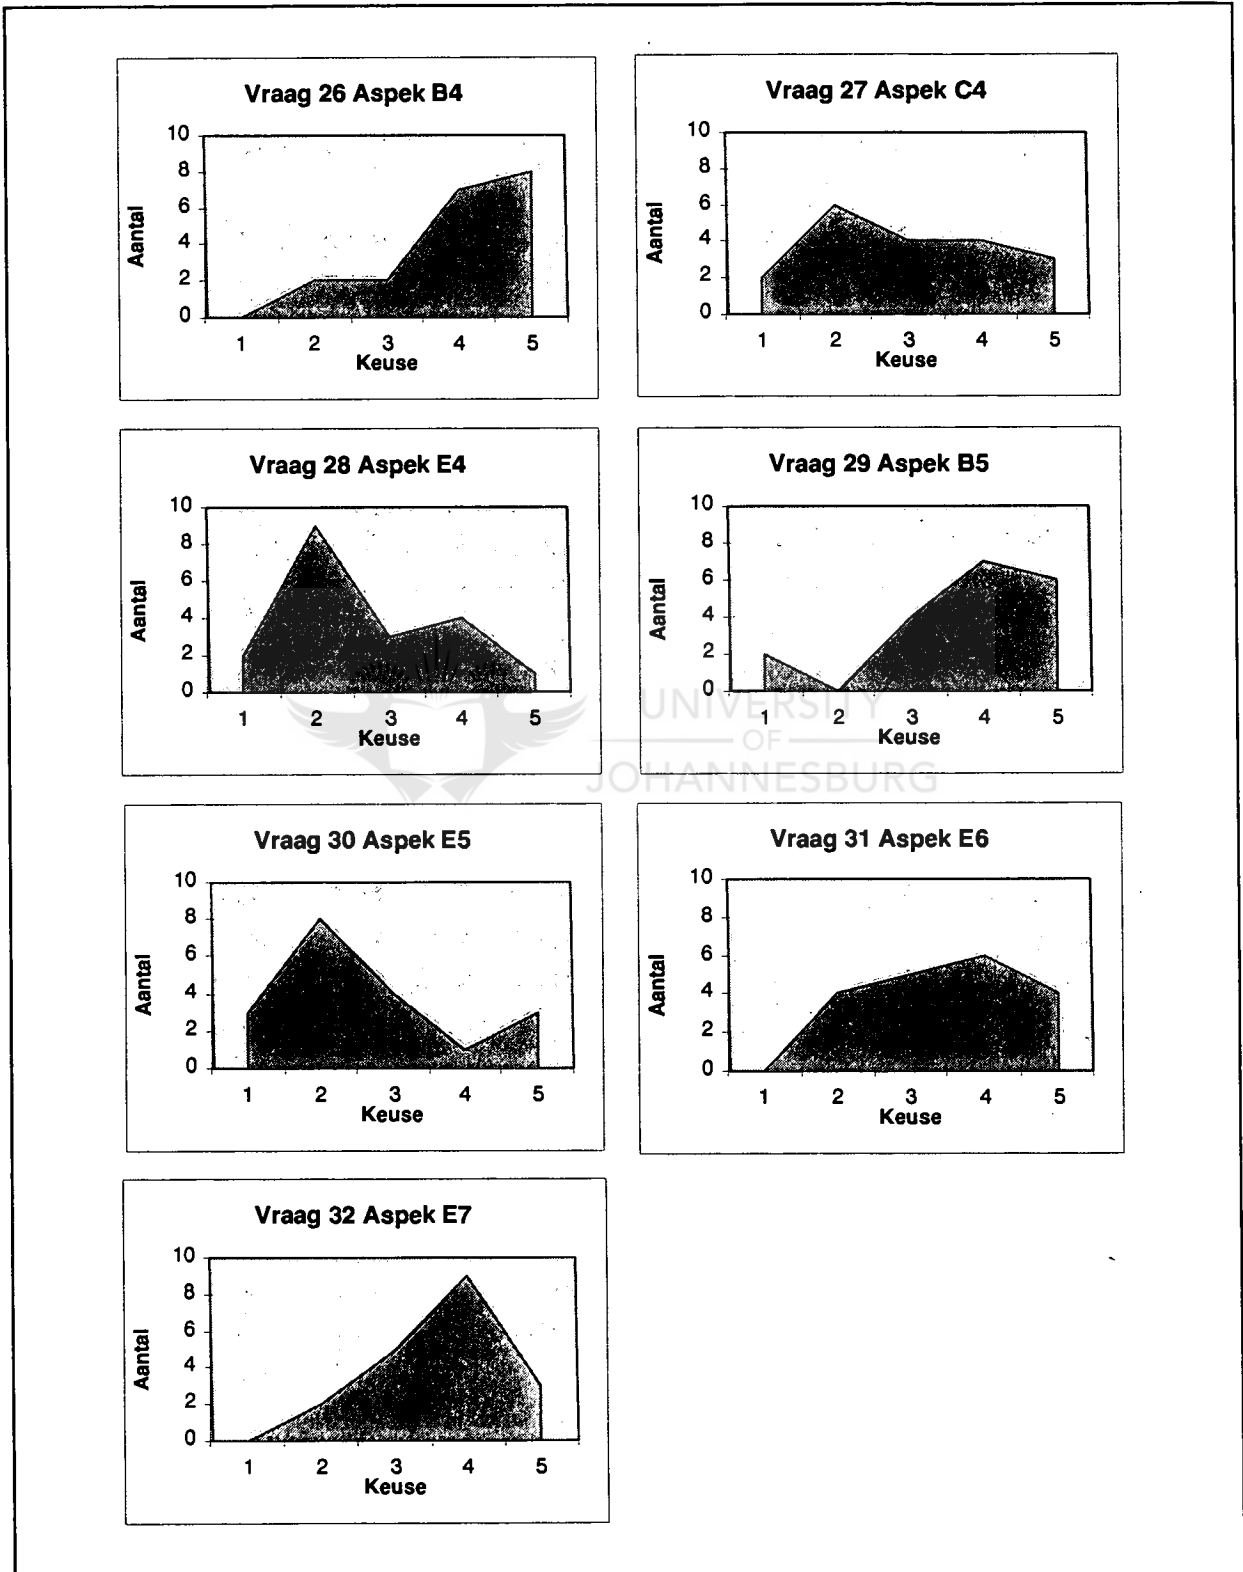 Vraag 26 Aspek B4
10
8
6
4
2
0
Aantal
1 2 3 4 5
Keuse
Vraag 27 Aspek C4
10
8
6
4
2
0
Aantal
1 2 3 4 5
Keuse
Vraag 28 Aspek E4
10
8
6
4
2
0
Aantal
1 2 3 4 5
Keuse
Vraag 29 Aspek B5
10
8
6
4
2
0
Aantal
1 2 3 4 5
Keuse
UNIVERSITY
OF
JOHANNESBURG
Vraag 30 Aspek E5
10
8
6
4
2
0
Aantal
1 2 3 4 5
Keuse
Vraag 31 Aspek E6
10
8
6
4
2
0
Aantal
1 2 3 4 5
Keuse
Vraag 32 Aspek E7
10
8
6
4
2
0
Aantal
1 2 3 4 5
Keuse